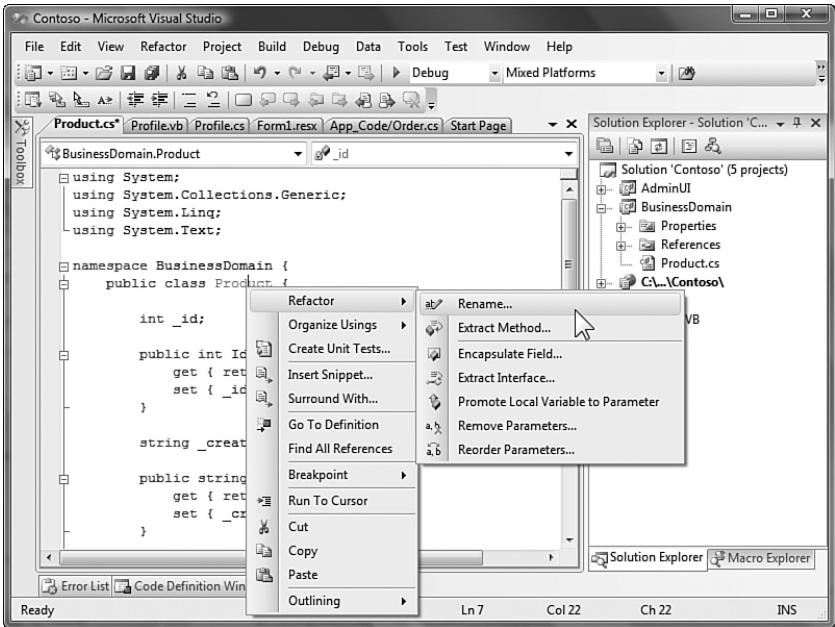 Contoso - Microsoft Visual Studio
File Edit View Refactor Project Build Debug Data Tools Test Window Help
Debug Mixed Platforms
Product.cs* Profile.vb Profile.cs Form1.resx App_Code/Order.cs Start Page
Solution Explorer - Solution 'C...
Toolbox
BusinessDomain.Product _id
using System;
using System.Collections.Generic;
using System.Linq;
using System.Text;
namespace BusinessDomain {
public class Product {
int _id;
public int Id
get { ret
set { _id
}
string _creat
public string
get { ret
set { _cr
}
Refactor
Organize Usings
Create Unit Tests...
Insert Snippet...
Surround With...
Go To Definition
Find All References
Breakpoint
Run To Cursor
Cut
Copy
Paste
Outlining
Rename...
Extract Method...
Encapsulate Field...
Extract Interface...
Promote Local Variable to Parameter
Remove Parameters...
Reorder Parameters...
Solution 'Contoso' (5 projects)
AdminUI
BusinessDomain
Properties
References
Product.cs
C:\...\Contoso\
VB
Solution Explorer Macro Explorer
Error List Code Definition Win
Ready Ln 7 Col 22 Ch 22 INS